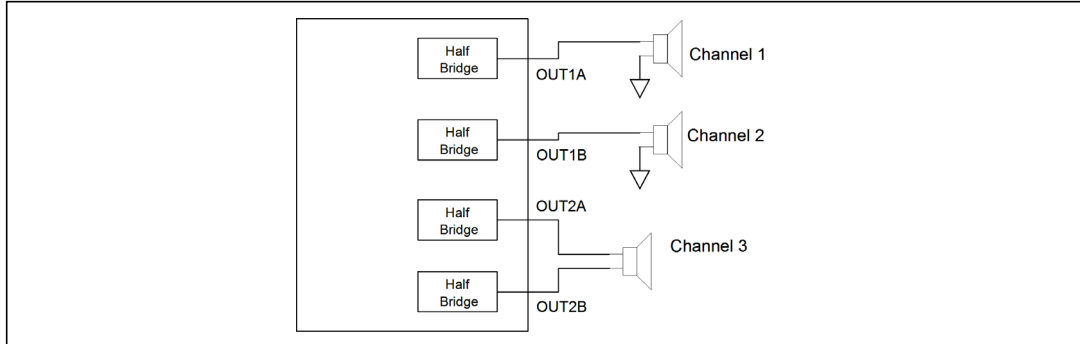 Half
Bridge
OUT1A
Channel 1
Half
Bridge
OUT1B
Channel 2
Half
Bridge
OUT2A
Channel 3
Half
Bridge
OUT2B